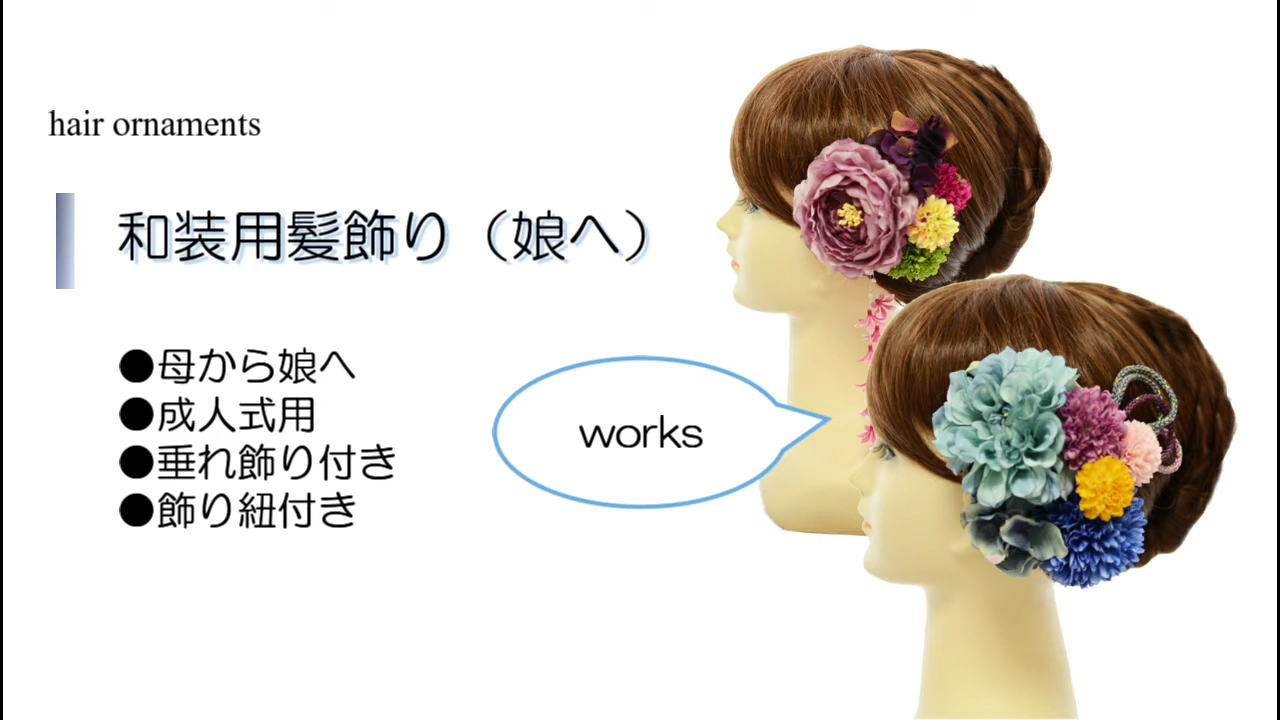 hair ornaments
和装用髪飾り（娘へ）
●母から娘へ
●成人式用
●垂れ飾り付き
●飾り紐付き
works